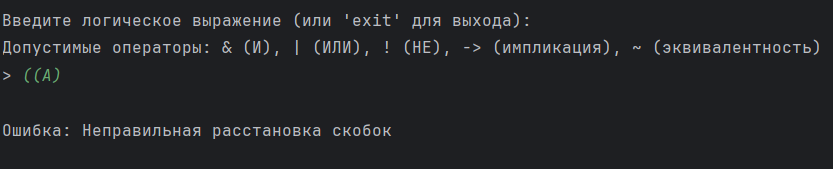 Введите логическое выражение (или 'exit' для выхода):
Допустимые операторы: & (И), | (ИЛИ), ! (НЕ), -> (импликация), ~ (эквивалентность)
> ((A)
Ошибка: Неправильная расстановка скобок